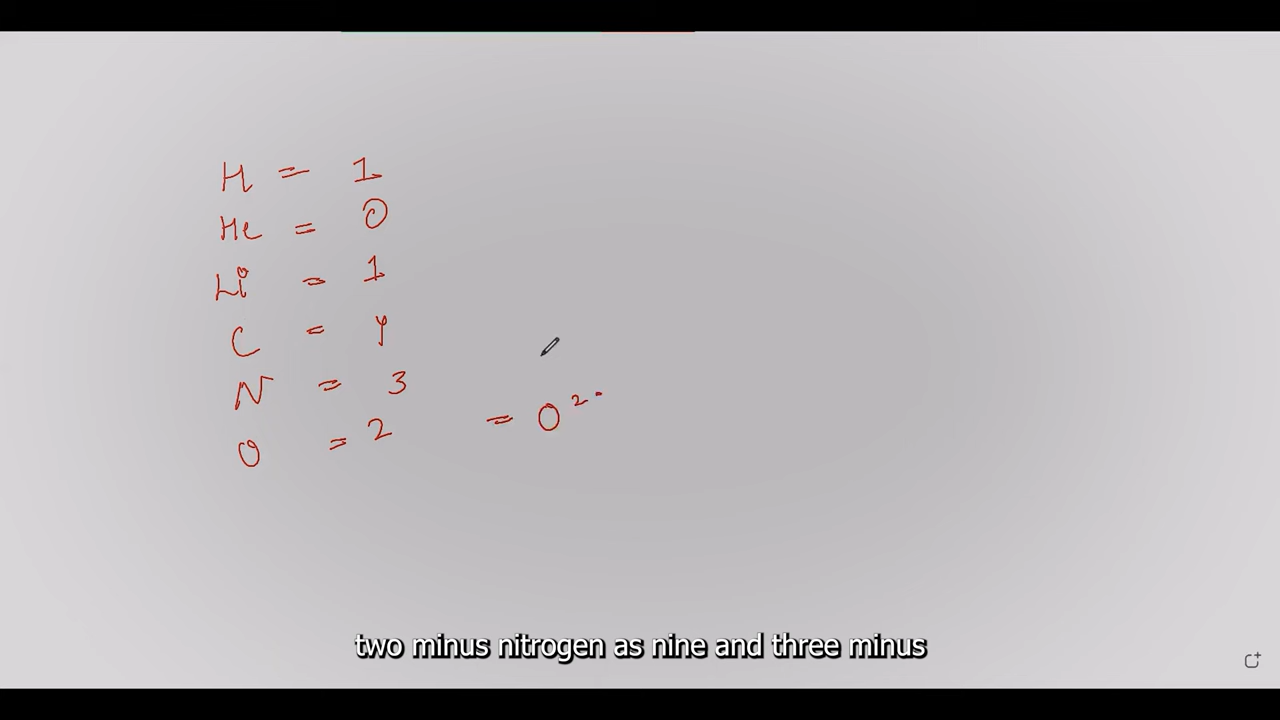 H = 1
He = 0
Li = 1
C = 4
N = 3
O = 2 = O²⁻
two minus nitrogen as nine and three minus